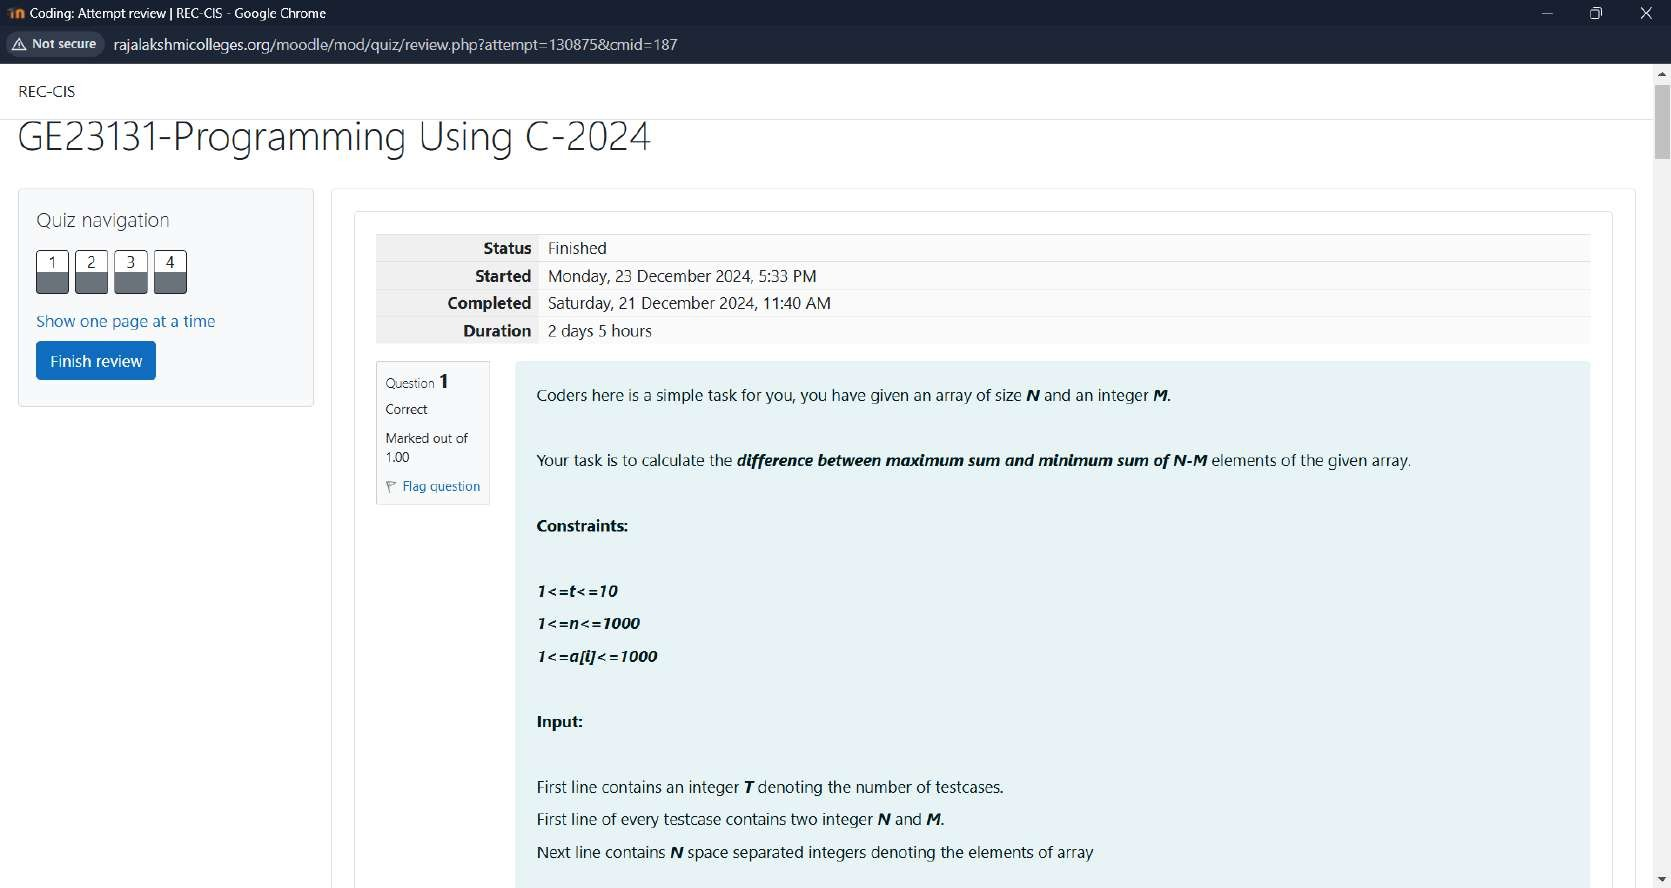 Coding: Attempt review | REC-CIS - Google Chrome
Not secure rajalakshmicolleges.org/moodle/mod/quiz/review.php?attempt=130875&cmid=187
REC-CIS
GE23131-Programming Using C-2024
Quiz navigation
1 2 3 4
Show one page at a time
Finish review
Status Finished
Started Monday, 23 December 2024, 5:33 PM
Completed Saturday, 21 December 2024, 11:40 AM
Duration 2 days 5 hours
Question 1
Correct
Marked out of
1.00
Flag question
Coders here is a simple task for you, you have given an array of size N and an integer M.
Your task is to calculate the difference between maximum sum and minimum sum of N-M elements of the given array.
Constraints:
1<=t<=10
1<=n<=1000
1<=a[i]<=1000
Input:
First line contains an integer T denoting the number of testcases.
First line of every testcase contains two integer N and M.
Next line contains N space separated integers denoting the elements of array